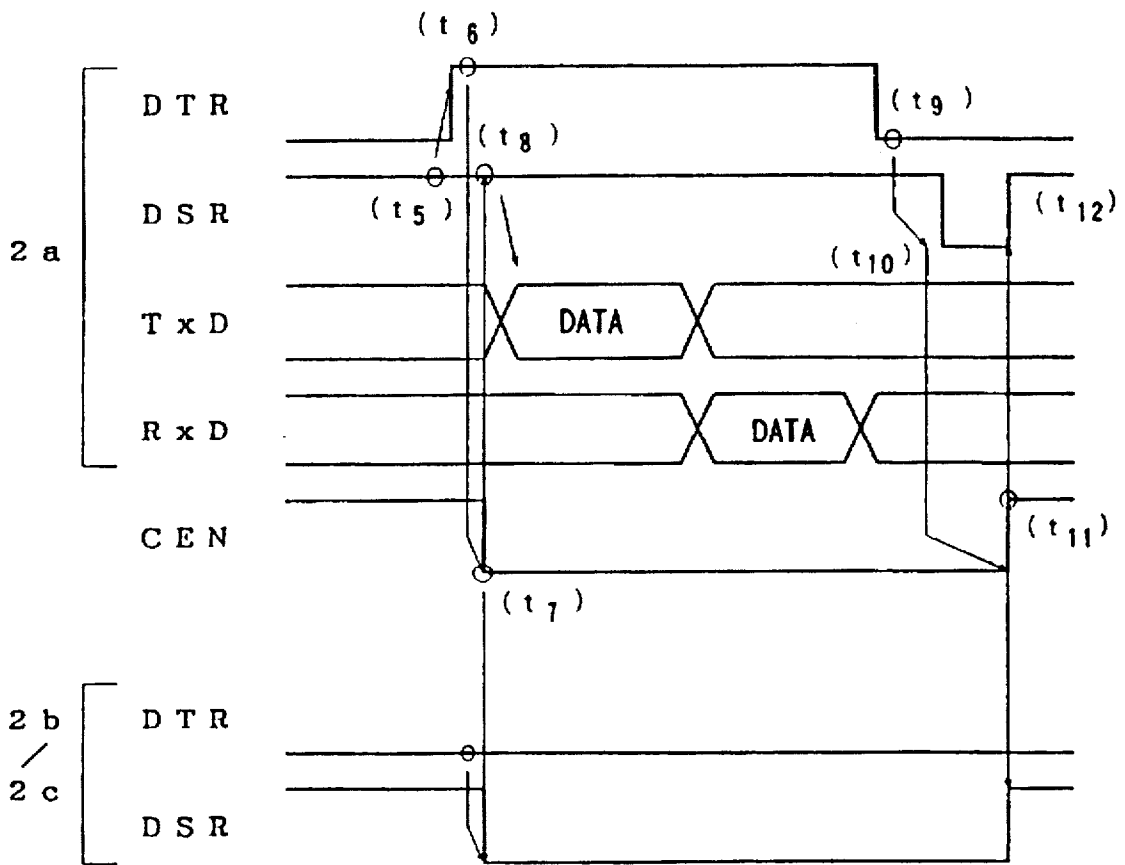 (t6)
DTR
(t9)
(t8)
(t5)
(t12)
DSR
2a
(t10)
TxD DATA
RxD DATA
CEN
(t11)
(t7)
2b DTR
/
2c
DSR